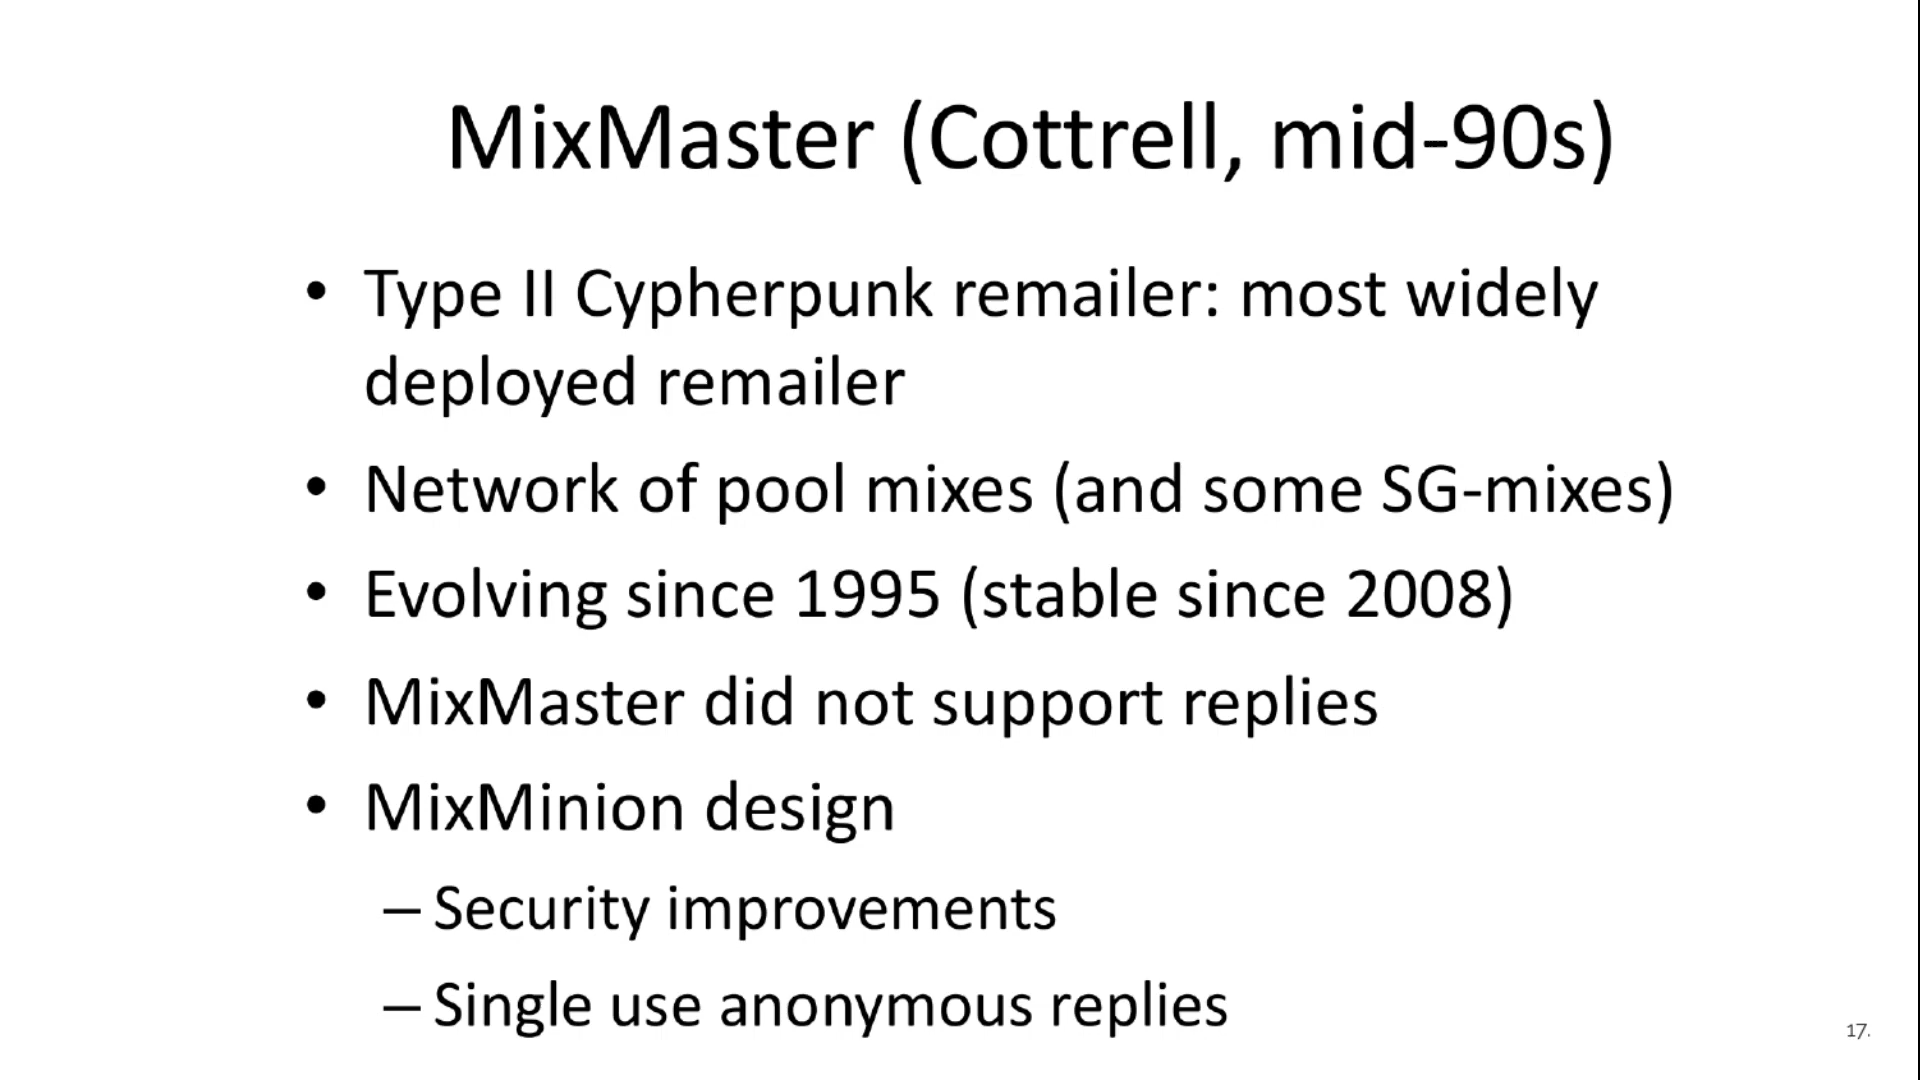 MixMaster (Cottrell, mid-90s)
• Type II Cypherpunk remailer: most widely
deployed remailer
• Network of pool mixes (and some SG-mixes)
• Evolving since 1995 (stable since 2008)
• MixMaster did not support replies
• MixMinion design
– Security improvements
– Single use anonymous replies
17.